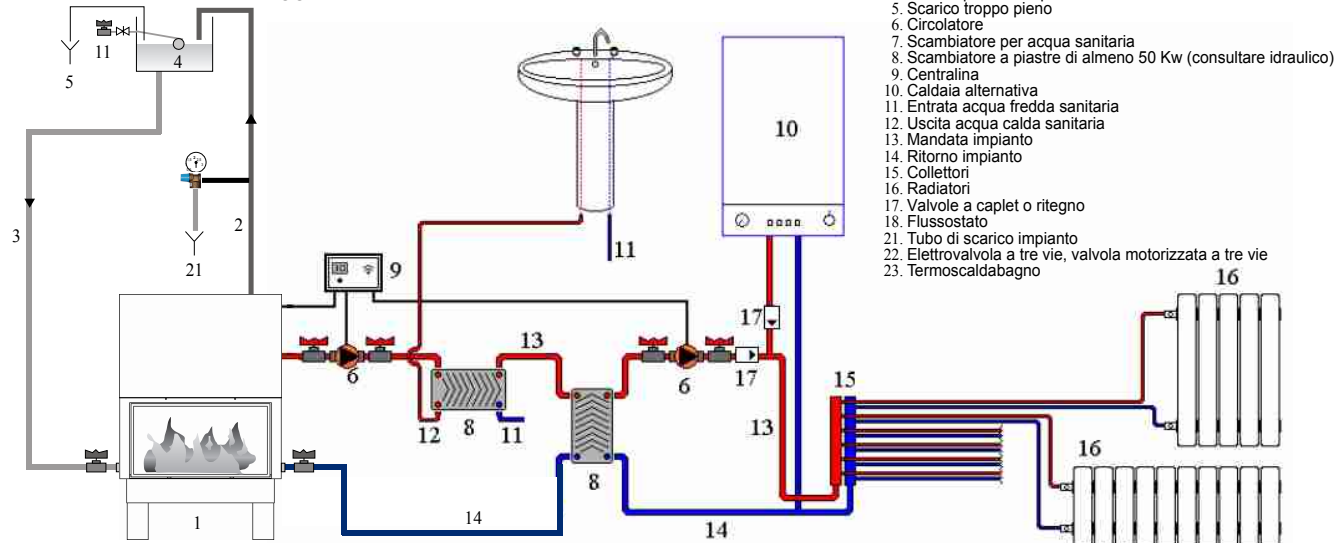 5. Scarico troppo pieno
6. Circolatore
7. Scambiatore per acqua sanitaria
8. Scambiatore a piastre di almeno 50 Kw (consultare idraulico)
9. Centralina
10. Caldaia alternativa
11. Entrata acqua fredda sanitaria
12. Uscita acqua calda sanitaria
13. Mandata impianto
14. Ritorno impianto
15. Collettori
16. Radiatori
17. Valvole a caplet o ritegno
18. Flussostato
21. Tubo di scarico impianto
22. Elettrovalvola a tre vie, valvola motorizzata a tre vie
23. Termoscaldabagno
4
11
5
10
3
2
21
11
9
16
17
13
6
6
17
15
12
8
11
13
16
8
1
14
14